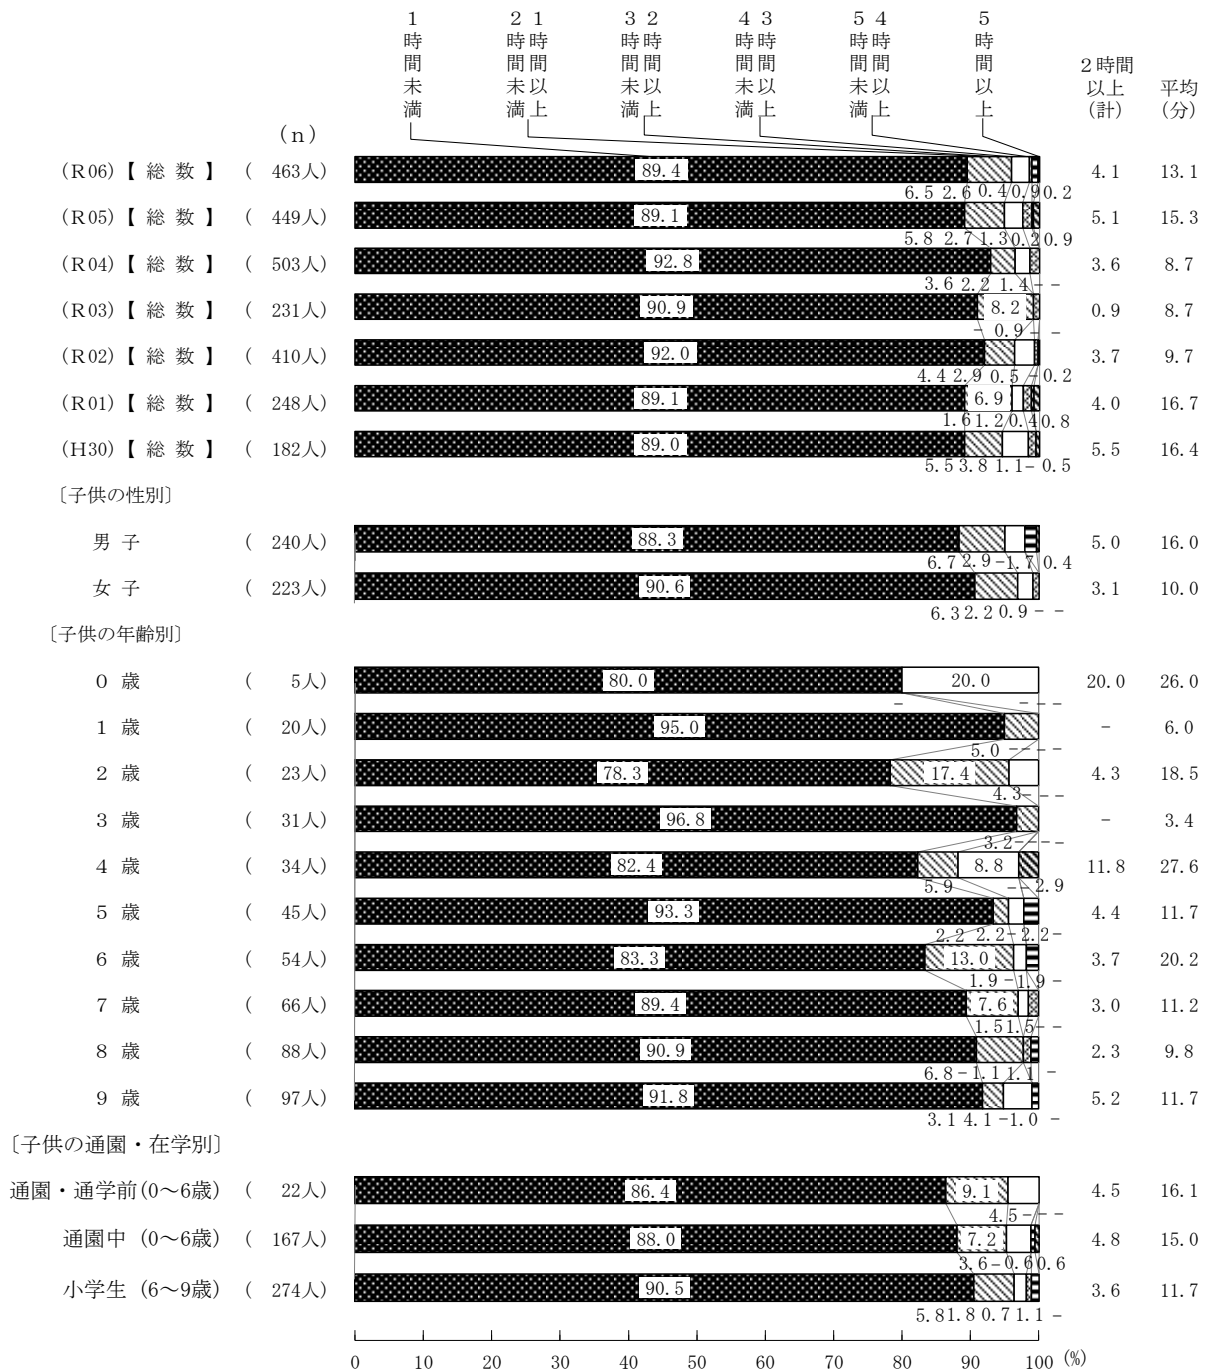 1時間未満
1時間以上
2時間未満
2時間以上
3時間未満
3時間以上
4時間未満
4時間以上
5時間未満
5時間以上
2時間以上(計)
平均(分)
(n)
(R06)【 総 数 】 ( 463人) 89.4 4.1 13.1
6.5 2.6 0.4 0.9 0.2
(R05)【 総 数 】 ( 449人) 89.1 5.1 15.3
5.8 2.7 1.3 0.2 0.9
(R04)【 総 数 】 ( 503人) 92.8 3.6 8.7
3.6 2.2 1.4 - -
(R03)【 総 数 】 ( 231人) 90.9 8.2 0.9 8.7
- 0.9 - -
(R02)【 総 数 】 ( 410人) 92.0 3.7 9.7
4.4 2.9 0.5 - 0.2
(R01)【 総 数 】 ( 248人) 89.1 6.9 4.0 16.7
1.6 1.2 0.4 0.8
(H30)【 総 数 】 ( 182人) 89.0 5.5 16.4
5.5 3.8 1.1 - 0.5
〔子供の性別〕
男 子 ( 240人) 88.3 5.0 16.0
6.7 2.9 - 1.7 0.4
女 子 ( 223人) 90.6 3.1 10.0
6.3 2.2 0.9 - -
〔子供の年齢別〕
0 歳 ( 5人) 80.0 20.0 20.0 26.0
- - - -
1 歳 ( 20人) 95.0 - 6.0
5.0 - - - -
2 歳 ( 23人) 78.3 17.4 4.3 18.5
4.3 - - -
3 歳 ( 31人) 96.8 - 3.4
3.2 - - - -
4 歳 ( 34人) 82.4 8.8 11.8 27.6
5.9 - - 2.9
5 歳 ( 45人) 93.3 4.4 11.7
2.2 2.2 - 2.2 -
6 歳 ( 54人) 83.3 13.0 3.7 20.2
1.9 - 1.9 -
7 歳 ( 66人) 89.4 7.6 3.0 11.2
1.5 1.5 - -
8 歳 ( 88人) 90.9 2.3 9.8
6.8 - 1.1 1.1 -
9 歳 ( 97人) 91.8 5.2 11.7
3.1 4.1 - 1.0 -
〔子供の通園・在学別〕
通園・通学前(0～6歳) ( 22人) 86.4 9.1 4.5 16.1
4.5 - - -
通園中 (0～6歳) ( 167人) 88.0 7.2 4.8 15.0
3.6 - 0.6 0.6
小学生 (6～9歳) ( 274人) 90.5 3.6 11.7
5.8 1.8 0.7 1.1 -
0 10 20 30 40 50 60 70 80 90 100 (%)